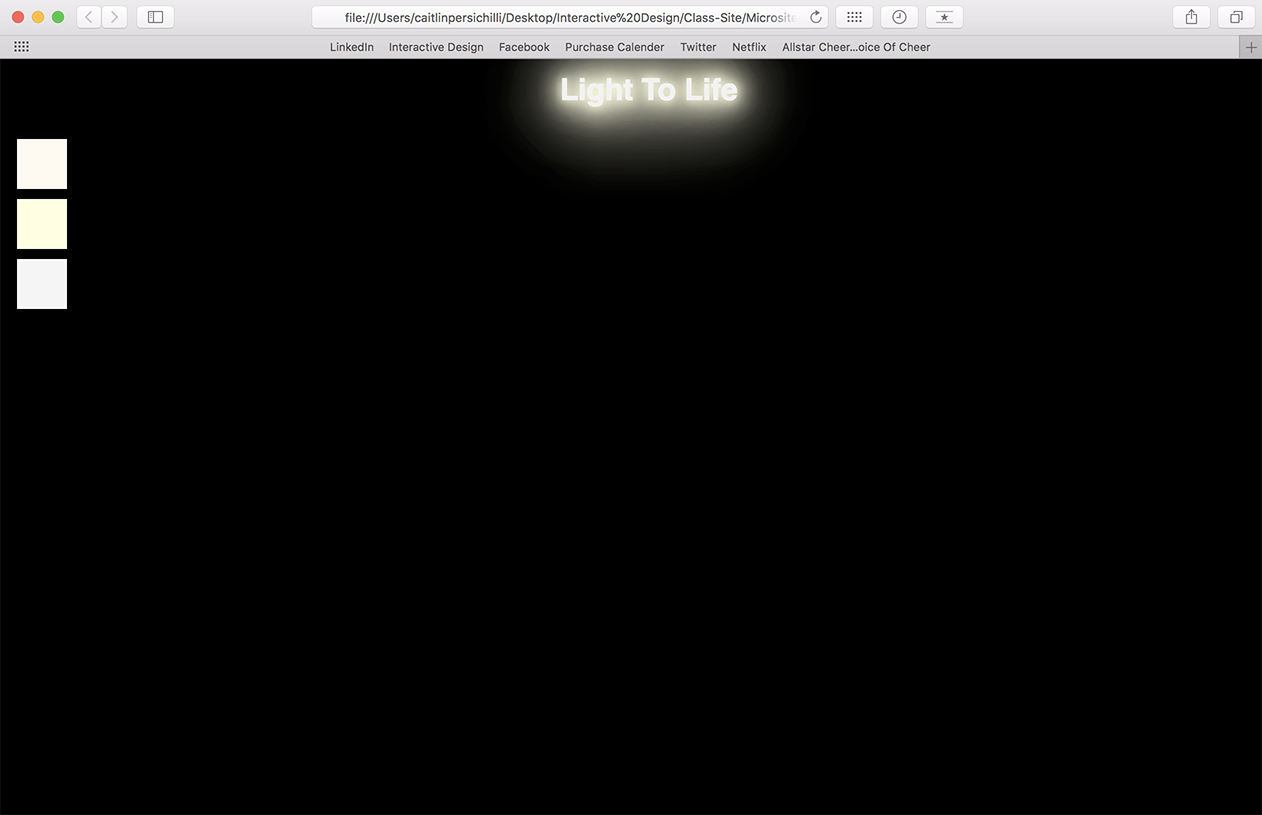 file:///Users/caitlinpersichilli/Desktop/Interactive%20Design/Class-Site/Microsite
LinkedIn Interactive Design Facebook Purchase Calender Twitter Netflix Allstar Cheer...oice Of Cheer
Light To Life